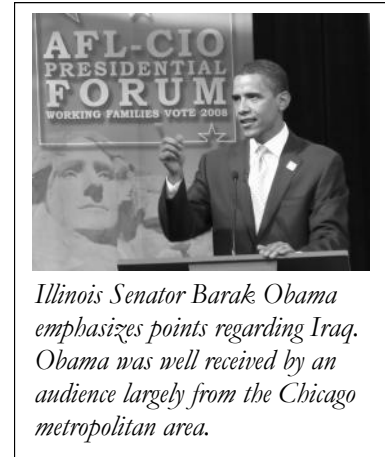 AFL-CIO
PRESIDENTIAL
FORUM
WORKING FAMILIES VOTE 2008
Illinois Senator Barak Obama
emphasizes points regarding Iraq.
Obama was well received by an
audience largely from the Chicago
metropolitan area.